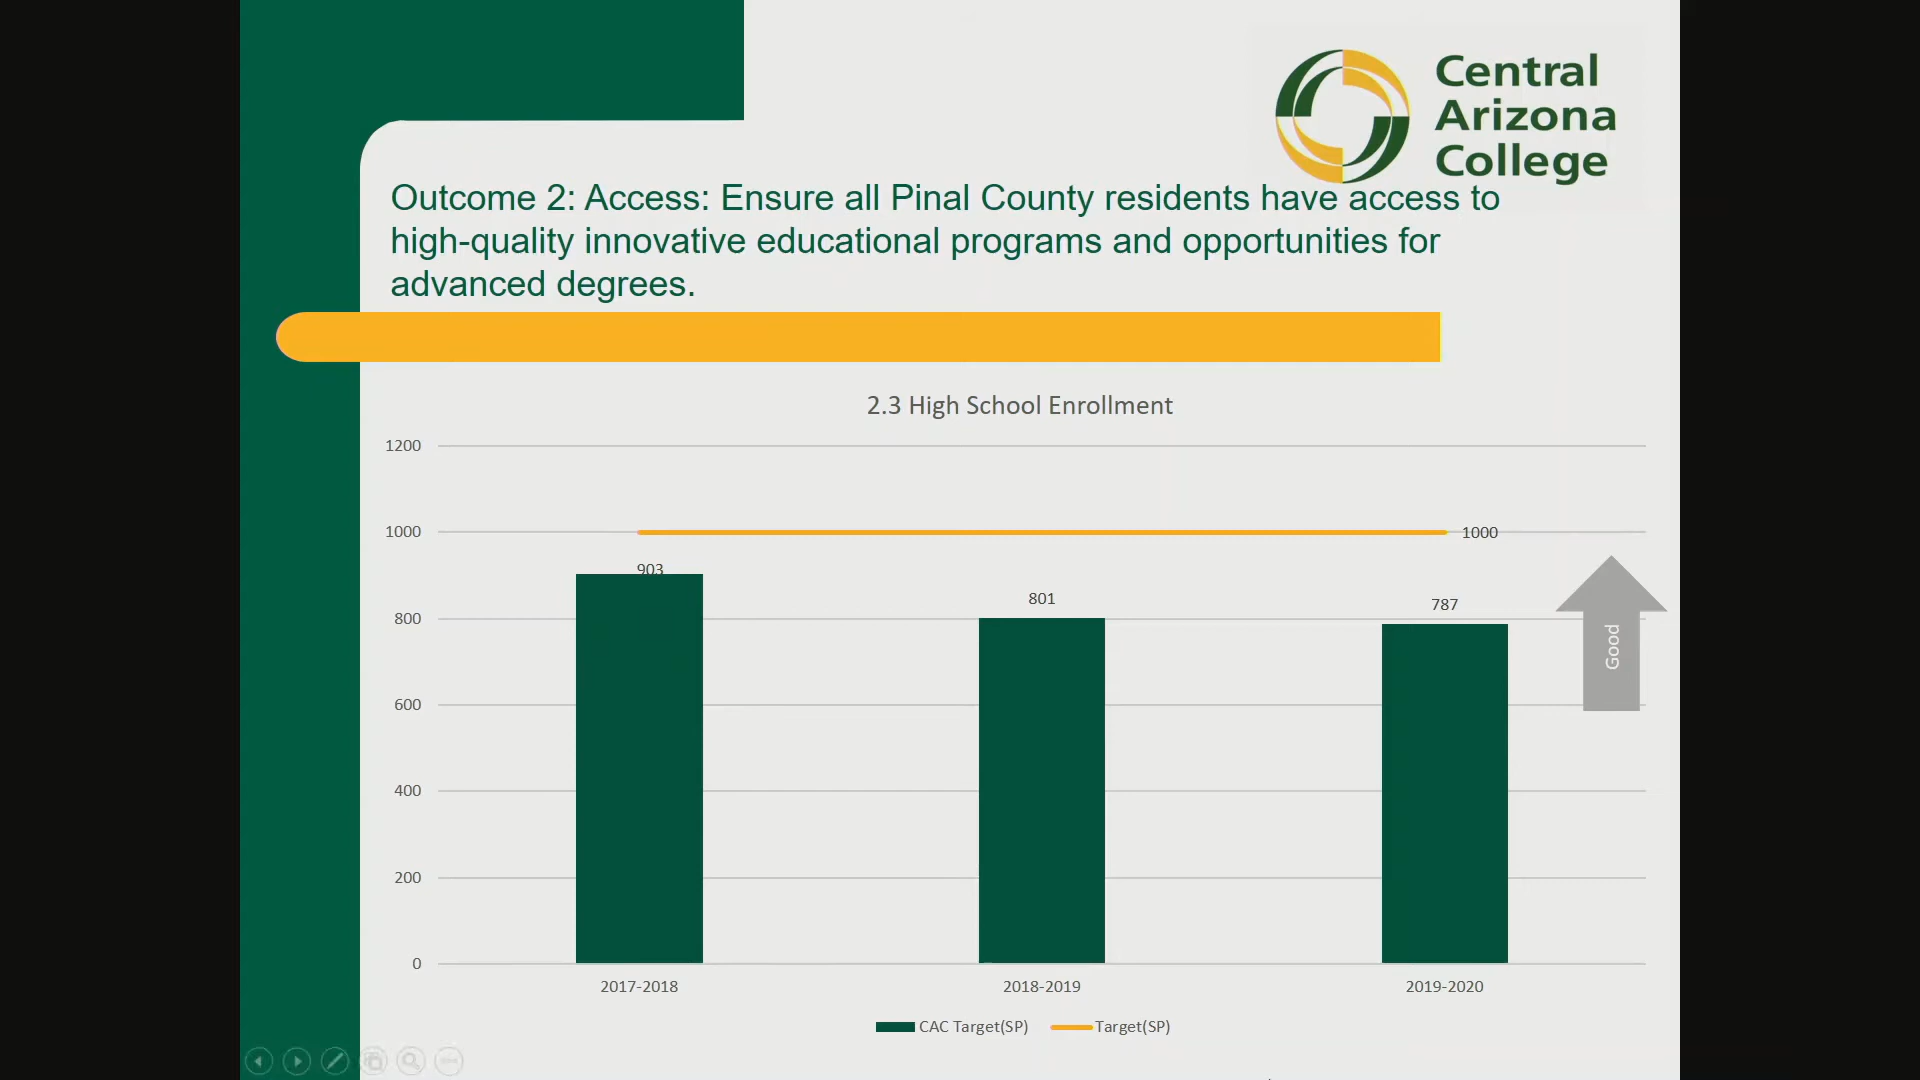 Central
Arizona
College
Outcome 2: Access: Ensure all Pinal County residents have access to
high-quality innovative educational programs and opportunities for
advanced degrees.
2.3 High School Enrollment
1200
1000
800
600
400
200
0
1000
903
801
787
Good
2017-2018
2018-2019
2019-2020
CAC Target(SP)
Target(SP)